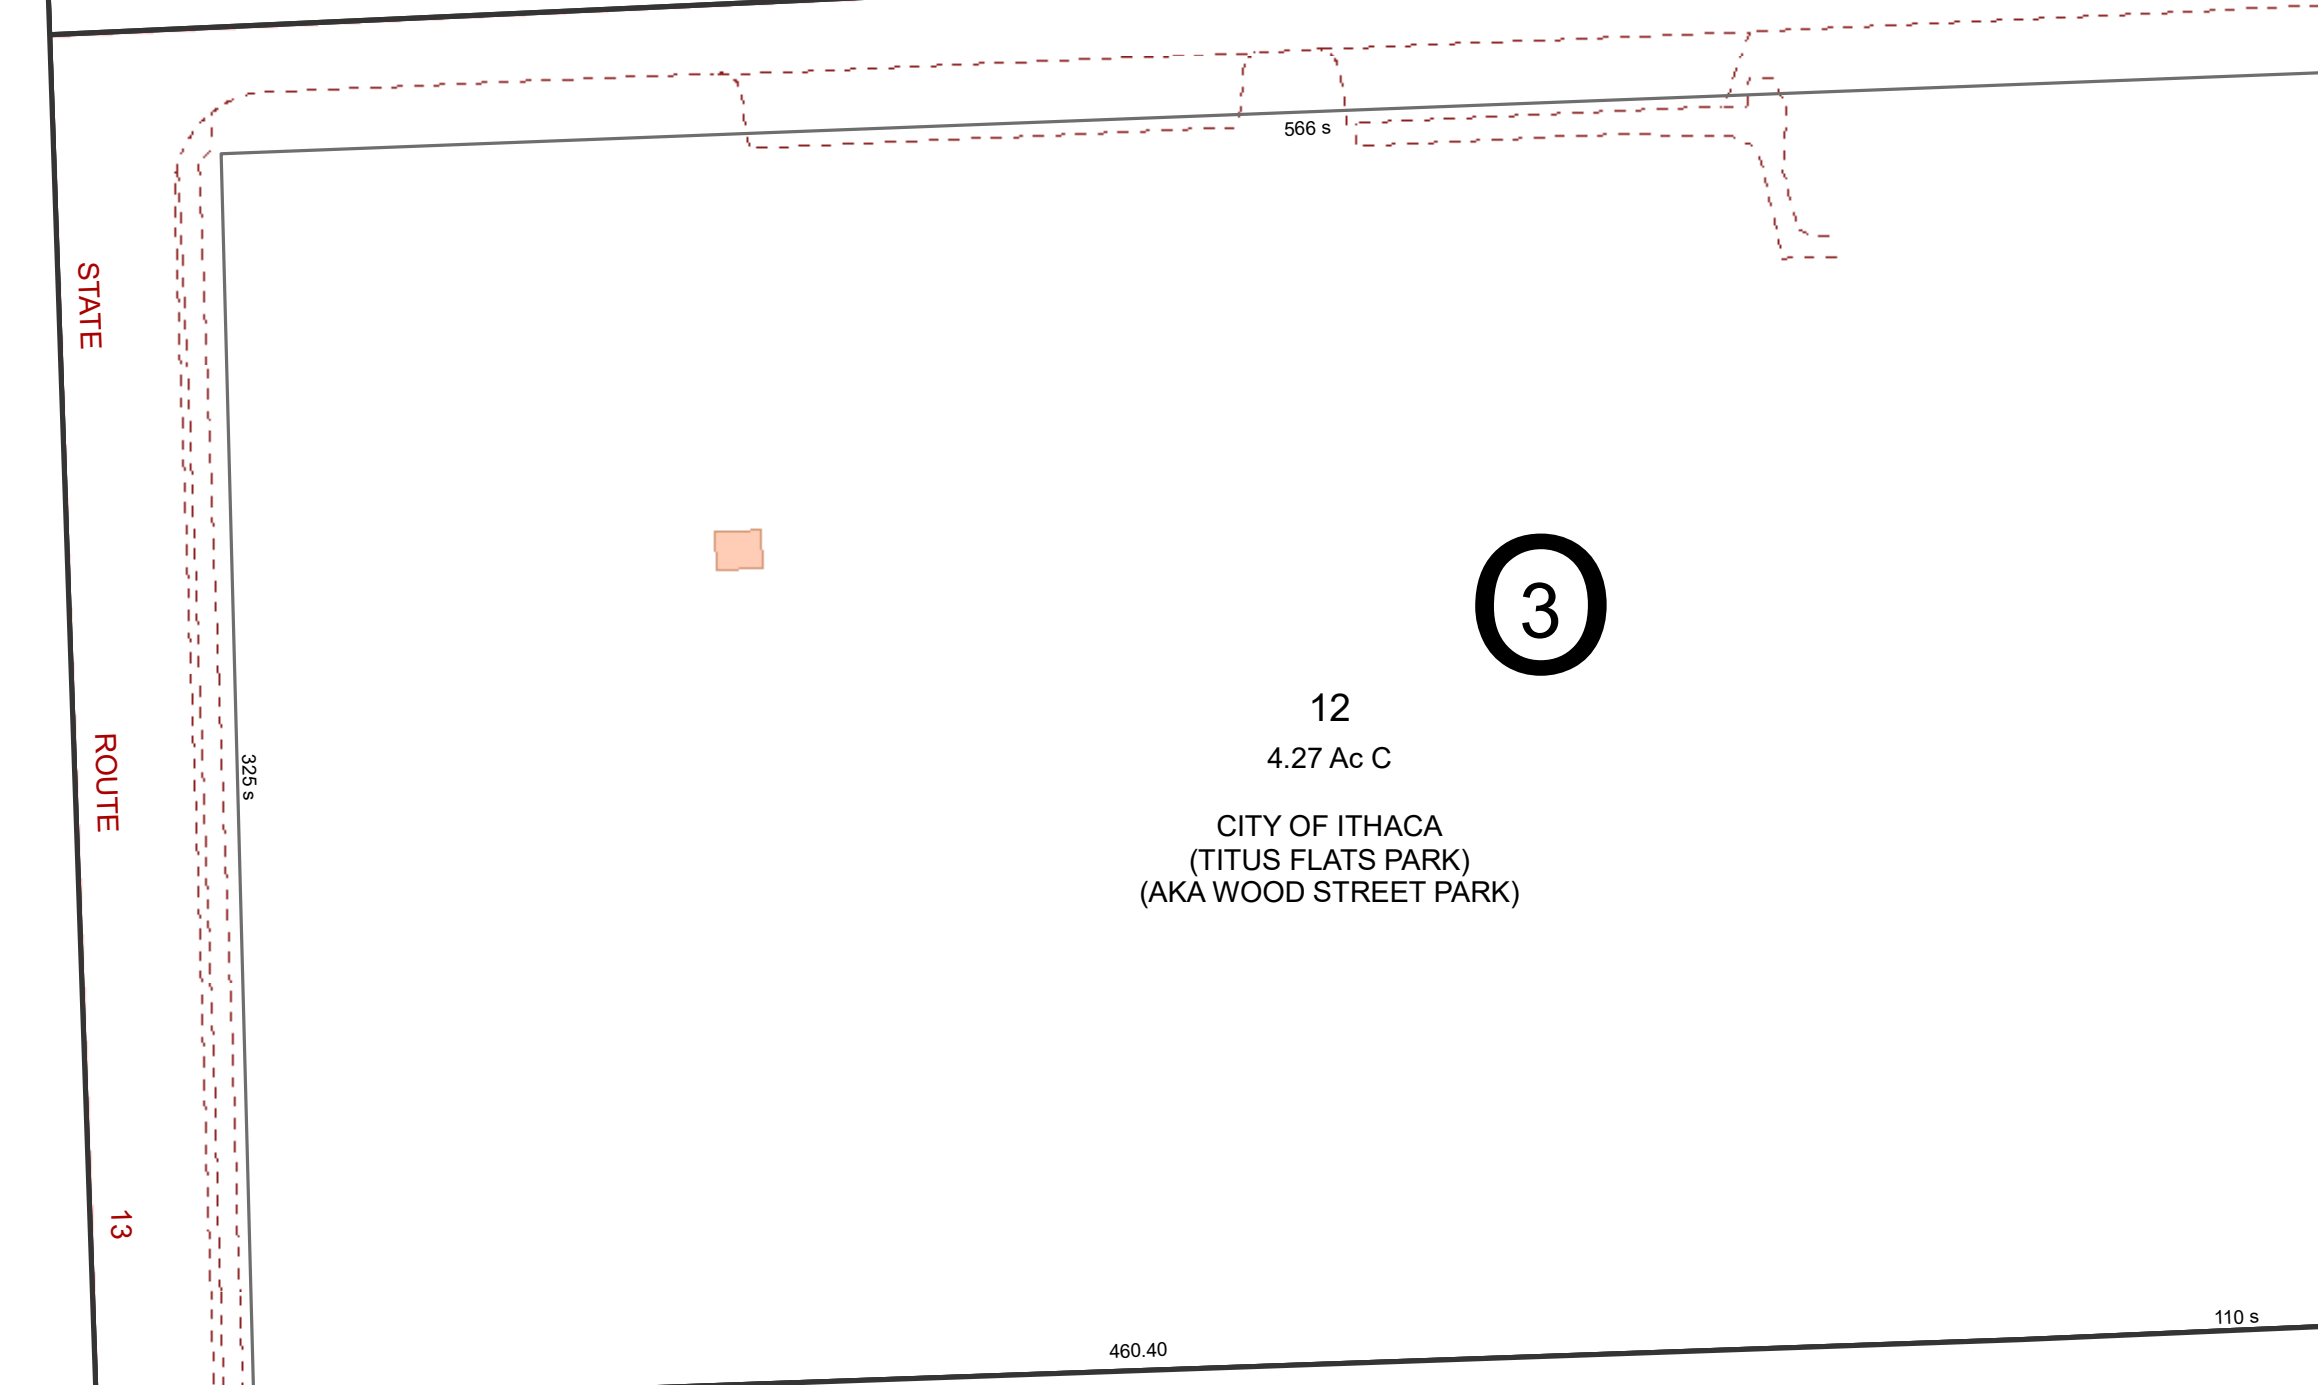 566 s
STATE
ROUTE
13
325 s
3
12
4.27 Ac C
CITY OF ITHACA
(TITUS FLATS PARK)
(AKA WOOD STREET PARK)
110 s
460.40